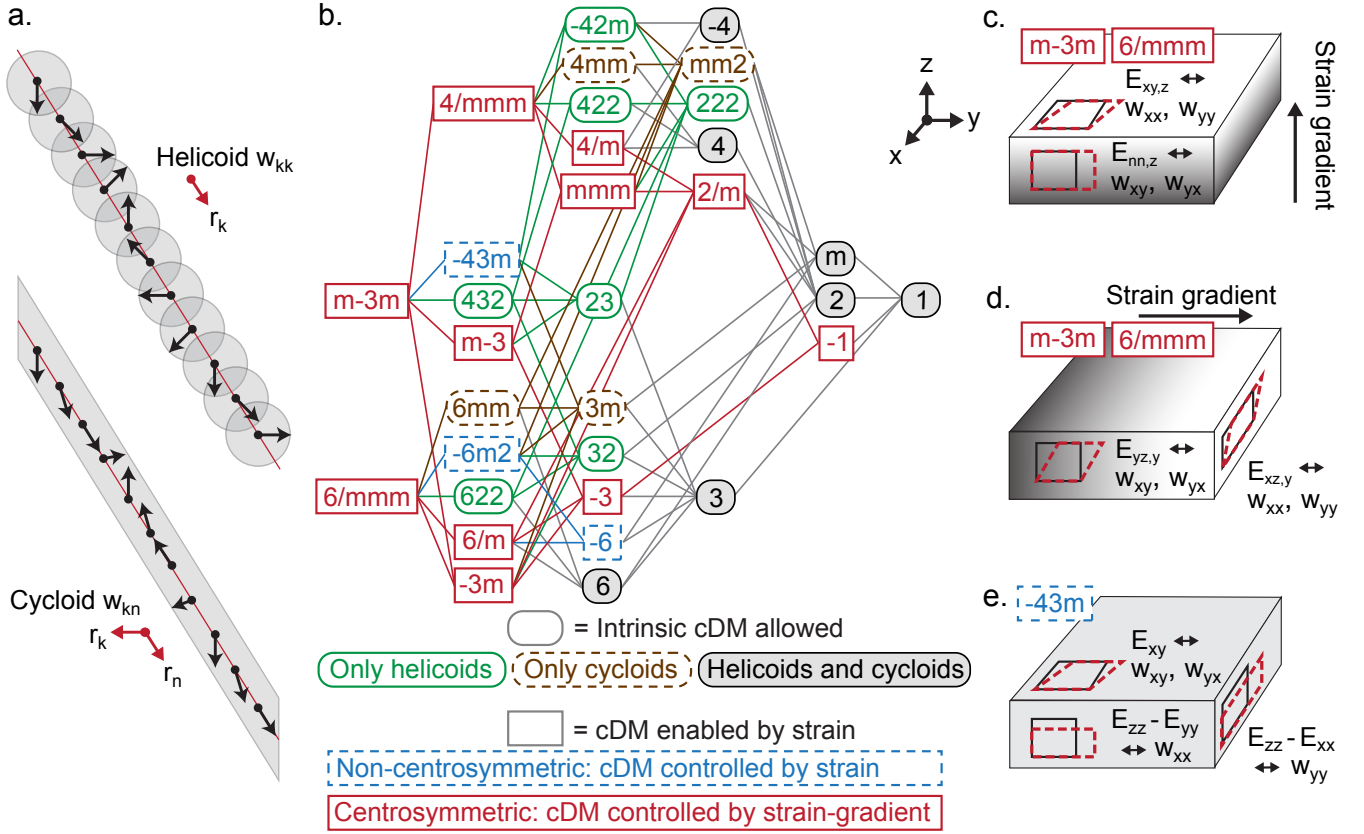 a.
Helicoid w_kk
r_k
Cycloid w_kn
r_k
r_n
b.
-42m
-4
4mm
mm2
4/mmm
422
222
4/m
4
mmm
2/m
-43m
m
m-3m
432
23
2
1
m-3
-1
6mm
3m
-6m2
32
6/mmm
622
-3
3
6/m
-6
-3m
6
= Intrinsic cDM allowed
Only helicoids
Only cycloids
Helicoids and cycloids
= cDM enabled by strain
Non-centrosymmetric: cDM controlled by strain
Centrosymmetric: cDM controlled by strain-gradient
z
y
x
c.
m-3m
6/mmm
E_xy,z ↔
w_xx, w_yy
E_nn,z ↔
w_xy, w_yx
Strain gradient
d.
Strain gradient
m-3m
6/mmm
E_yz,y ↔
w_xy, w_yx
E_xz,y ↔
w_xx, w_yy
e.
-43m
E_xy ↔
w_xy, w_yx
E_zz - E_yy
↔ w_xx
E_zz - E_xx
↔ w_yy